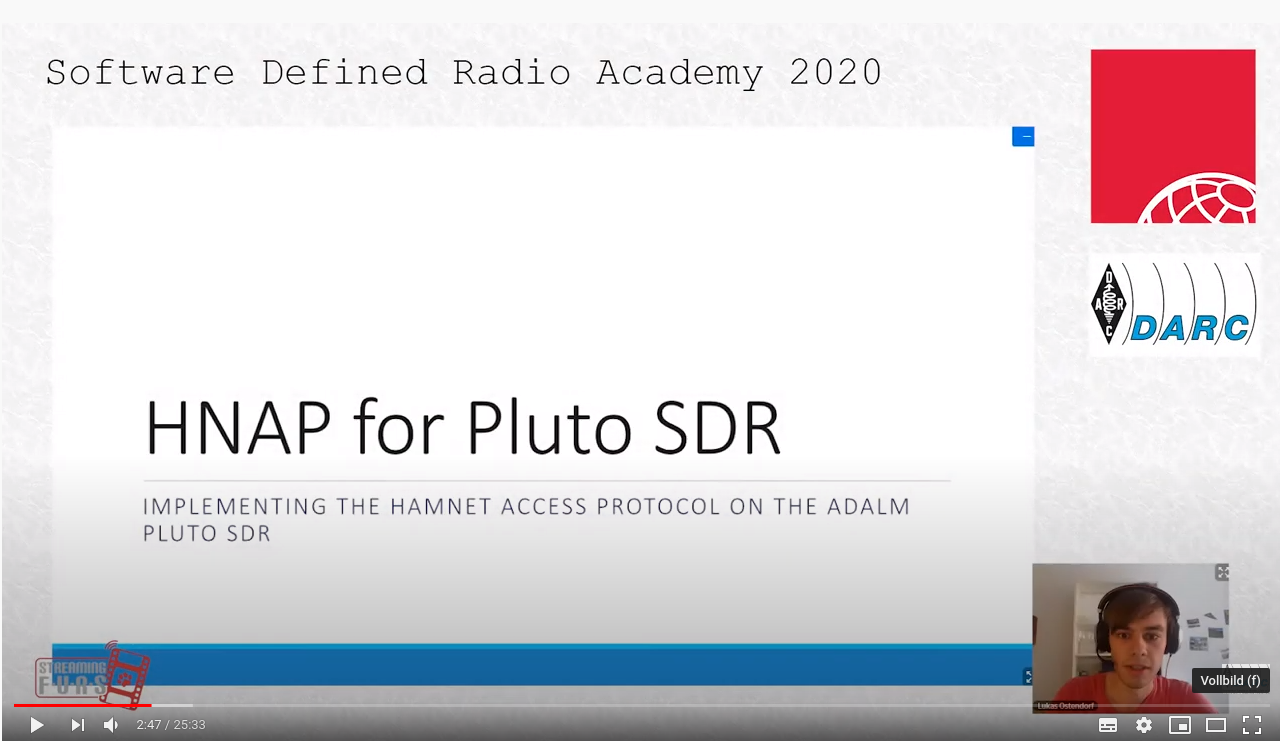 Software Defined Radio Academy 2020
D
A R
C
DARC
HNAP for Pluto SDR
IMPLEMENTING THE HAMNET ACCESS PROTOCOL ON THE ADALM
PLUTO SDR
STREAMING
FURS
Vollbild (f)
Lukas Ostendorf
2:47 / 25:33